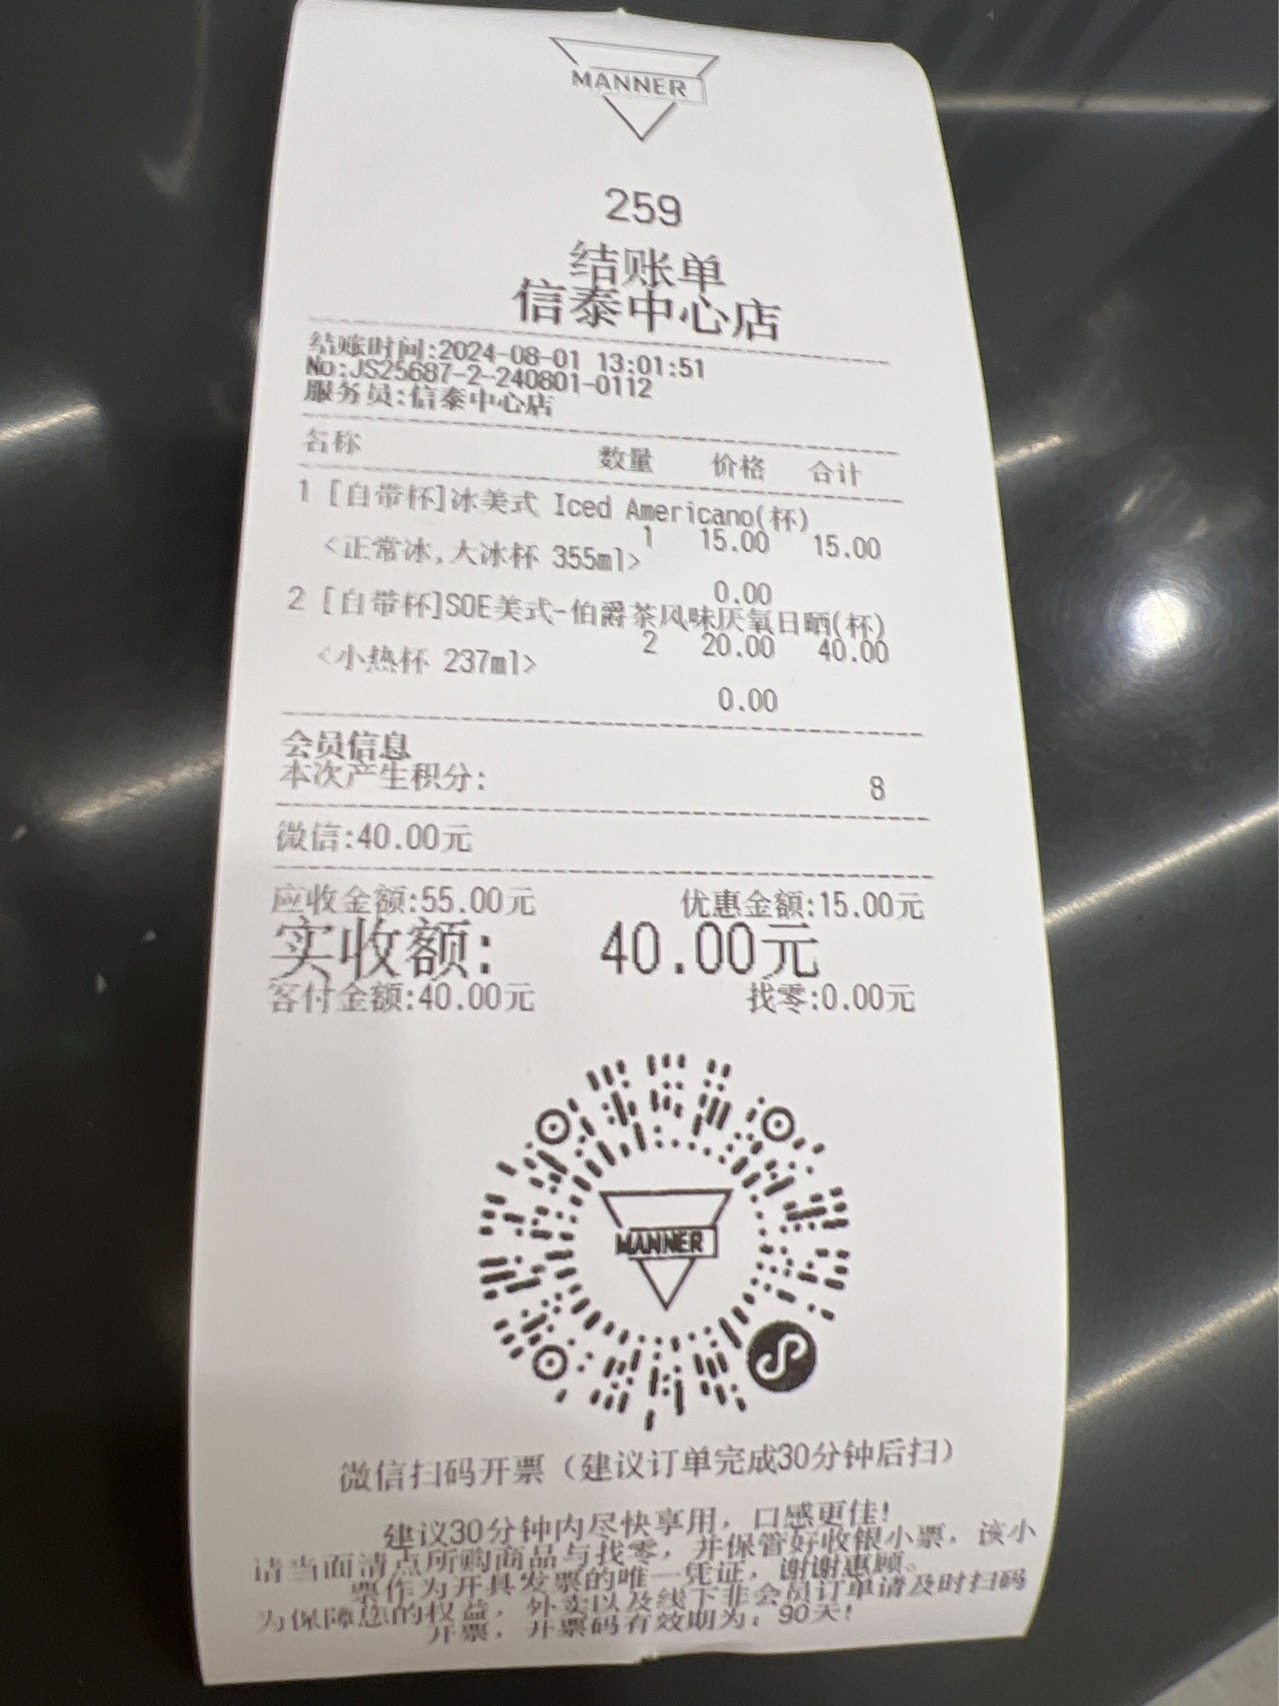 MANNER
259
结账单
信泰中心店
结账时间:2024-08-01 13:01:51
No:JS25687-2-240801-0112
服务员:信泰中心店
名称 数量 价格 合计
1 [自带杯]冰美式 Iced Americano(杯)
1 15.00 15.00
<正常冰,大冰杯 355ml>
0.00
2 [自带杯]SOE美式-伯爵茶风味厌氧日晒(杯)
2 20.00 40.00
<小热杯 237ml>
0.00
会员信息
本次产生积分: 8
微信:40.00元
应收金额:55.00元 优惠金额:15.00元
实收额: 40.00元
客付金额:40.00元 找零:0.00元
MANNER
微信扫码开票（建议订单完成30分钟后扫）
建议30分钟内尽快享用，口感更佳!
请当面清点所购商品与找零，并保管好收银小票，该小
票作为开具发票的唯一凭证，谢谢惠顾。
为保障您的权益，外卖以及线下非会员订单请及时扫码
开票，开票码有效期为：90天!